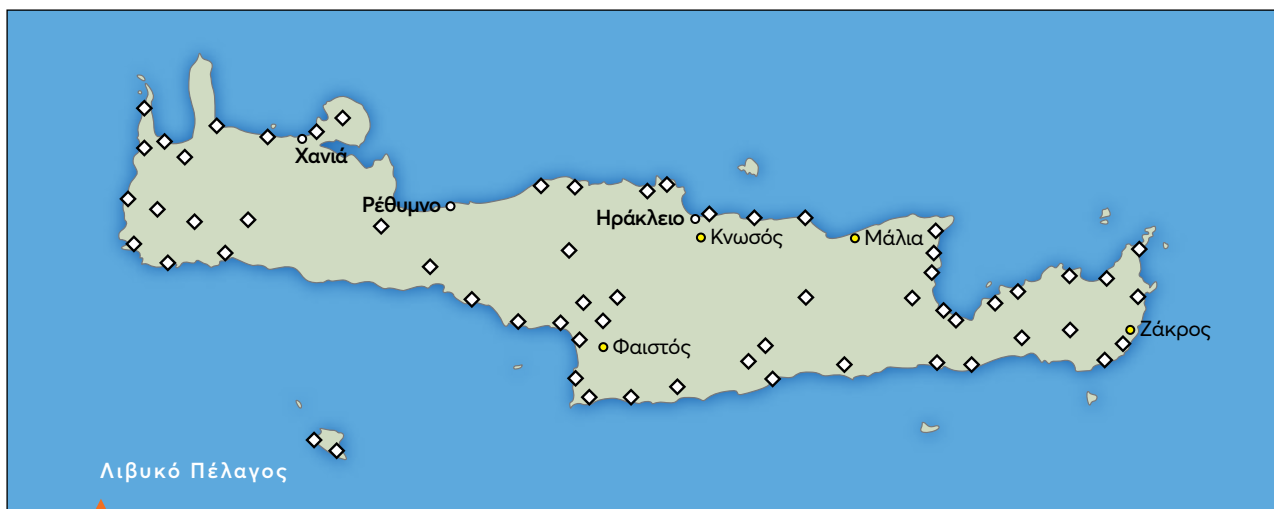 Χανιά
Ρέθυμνο
Ηράκλειο
Κνωσός
Μάλια
Ζάκρος
Φαιστός
Λιβυκό Πέλαγος